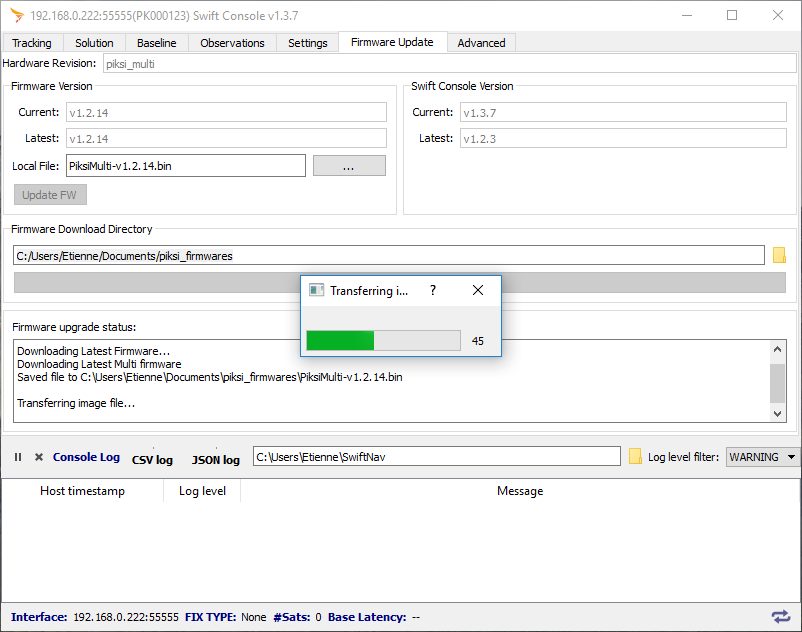 192.168.0.222:55555(PK000123) Swift Console v1.3.7
Tracking Solution Baseline Observations Settings Firmware Update Advanced
Hardware Revision: piksi_multi
Firmware Version
Current: v1.2.14
Latest: v1.2.14
Local File: PiksiMulti-v1.2.14.bin ...
Update FW
Swift Console Version
Current: v1.3.7
Latest: v1.2.3
Firmware Download Directory
C:/Users/Etienne/Documents/piksi_firmwares
Transferring i... ?
45
Firmware upgrade status:
Downloading Latest Firmware...
Downloading Latest Multi firmware
Saved file to C:\Users\Etienne\Documents\piksi_firmwares\PiksiMulti-v1.2.14.bin
Transferring image file...
Console Log CSV log JSON log C:\Users\Etienne\SwiftNav Log level filter: WARNING
Host timestamp Log level Message
Interface: 192.168.0.222:55555 FIX TYPE: None #Sats: 0 Base Latency: --